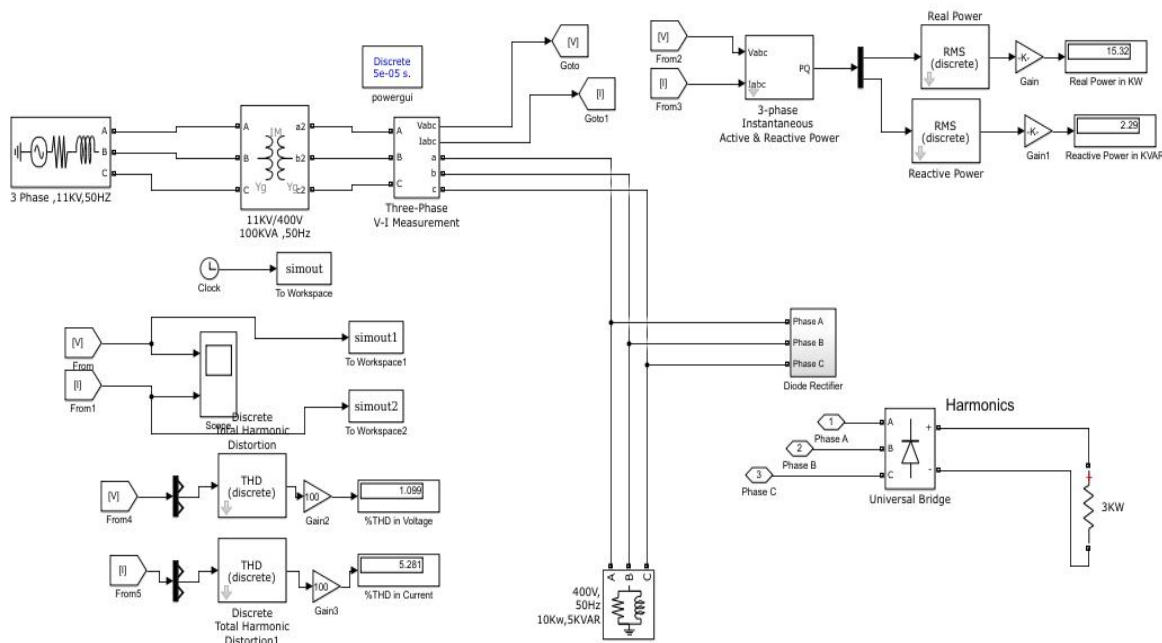 Discrete
5e-05 s.
powergui
[V]
Goto
[I]
Goto1
[V]
From2
[I]
From3
Vabc
Iabc
PQ
3-phase
Instantaneous
Active & Reactive Power
Real Power
RMS
(discrete)
-K-
Gain
15.32
Real Power in KW
RMS
(discrete)
Reactive Power
-K-
Gain1
2.29
Reactive Power in KVAR
A
B
C
3 Phase ,11KV,50HZ
A
B
C
Yg
Yg
a2
b2
c2
11KV/400V
100KVA ,50Hz
A
B
C
Vabc
Iabc
a
b
c
Three-Phase
V-I Measurement
Clock
simout
To Workspace
[V]
From
[I]
From1
Scope
simout1
To Workspace1
simout2
To Workspace2
Discrete
Total Harmonic
Distortion
[V]
From4
THD
(discrete)
100
Gain2
1.099
%THD in Voltage
[I]
From5
THD
(discrete)
100
Gain3
5.281
%THD in Current
Discrete
Total Harmonic
Distortion1
Phase A
Phase B
Phase C
Diode Rectifier
Harmonics
1
Phase A
2
Phase B
3
Phase C
A
B
C
+
-
Universal Bridge
+
3KW
A B C
400V,
50Hz
10Kw,5KVAR